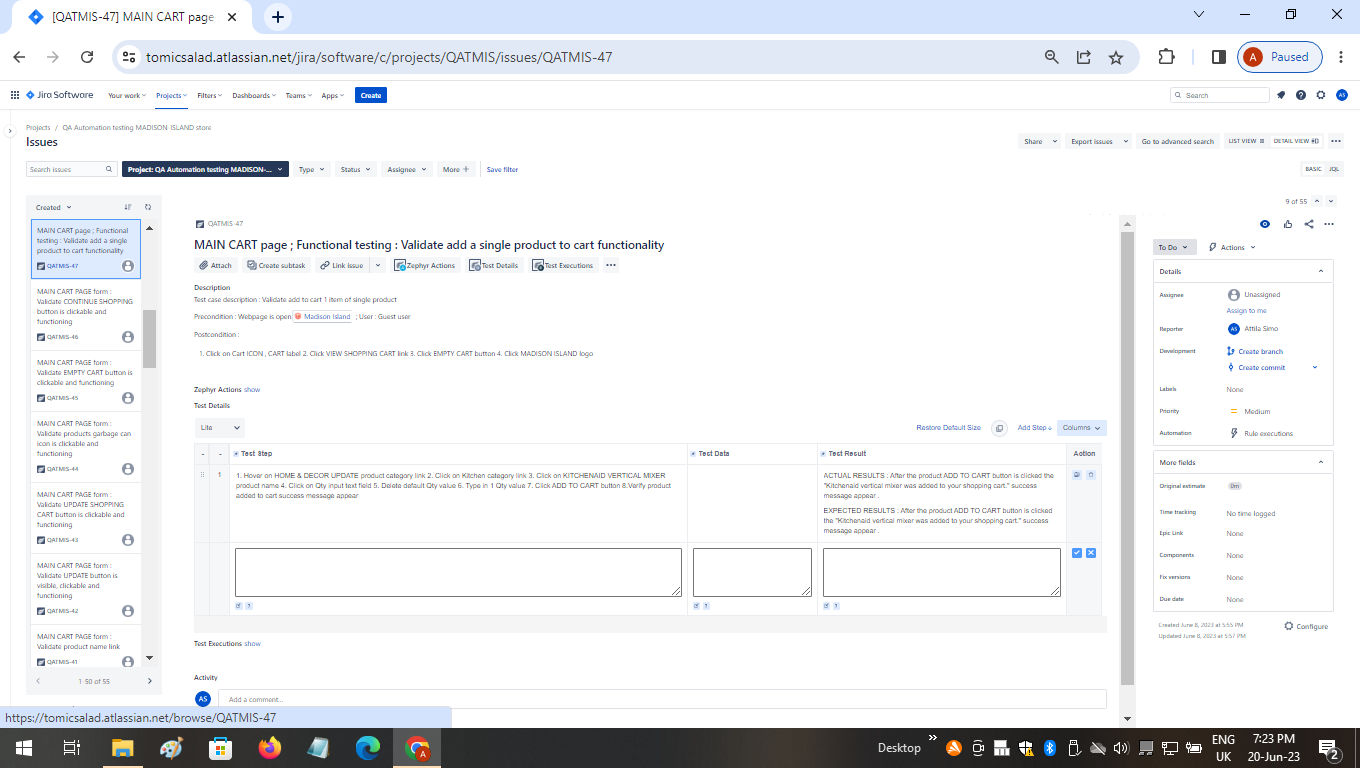 [QATMIS-47] MAIN CART page
tomicsalad.atlassian.net/jira/software/c/projects/QATMIS/issues/QATMIS-47
A
Paused
Jira Software
Your work
Projects
Filters
Dashboards
Teams
Apps
Create
Search
AS
Projects / QA Automation testing MADISON ISLAND store
Issues
Share
Export issues
Go to advanced search
LIST VIEW
DETAIL VIEW
Search issues
Project: QA Automation testing MADISON-...
Type
Status
Assignee
More +
Save filter
BASIC
JQL
Created
9 of 55
MAIN CART page ; Functional
testing : Validate add a single
product to cart functionality
QATMIS-47
MAIN CART PAGE form :
Validate CONTINUE SHOPPING
button is clickable and
functioning
QATMIS-46
MAIN CART PAGE form :
Validate EMPTY CART button is
clickable and functioning
QATMIS-45
MAIN CART PAGE form :
Validate products garbage can
icon is clickable and
functioning
QATMIS-44
MAIN CART PAGE form :
Validate UPDATE SHOPPING
CART button is clickable and
functioning
QATMIS-43
MAIN CART PAGE form :
Validate UPDATE button is
visible, clickable and
functioning
QATMIS-42
MAIN CART PAGE form :
Validate product name link
QATMIS-41
1-50 of 55
QATMIS-47
MAIN CART page ; Functional testing : Validate add a single product to cart functionality
Attach
Create subtask
Link issue
Zephyr Actions
Test Details
Test Executions
Description
Test case description : Validate add to cart 1 item of single product
Precondition : Webpage is open Madison Island ; User : Guest user
Postcondition :
1. Click on Cart ICON , CART label 2. Click VIEW SHOPPING CART link 3. Click EMPTY CART button 4. Click MADISON ISLAND logo
Zephyr Actions show
Test Details
Lite
Restore Default Size
Add Step
Columns
- - Test Step Test Data Test Result Action
1
1. Hover on HOME & DECOR UPDATE product category link 2. Click on Kitchen category link 3. Click on KITCHENAID VERTICAL MIXER
product name 4. Click on Qty input text field 5. Delete default Qty value 6. Type in 1 Qty value 7. Click ADD TO CART button 8.Verify product
added to cart success message appear
ACTUAL RESULTS : After the product ADD TO CART button is clicked the
"Kitchenaid vertical mixer was added to your shopping cart." success
message appear .
EXPECTED RESULTS : After the product ADD TO CART button is clicked
the "Kitchenaid vertical mixer was added to your shopping cart." success
message appear .
Test Executions show
Activity
AS
Add a comment...
To Do
Actions
Details
Assignee
Unassigned
Assign to me
Reporter
AS Attila Simo
Development
Create branch
Create commit
Labels
None
Priority
Medium
Automation
Rule executions
More fields
Original estimate
0m
Time tracking
No time logged
Epic Link
None
Components
None
Fix versions
None
Due date
None
Created June 8, 2023 at 5:55 PM
Updated June 8, 2023 at 5:57 PM
Configure
https://tomicsalad.atlassian.net/browse/QATMIS-47
Desktop
ENG
UK
7:23 PM
20-Jun-23
2